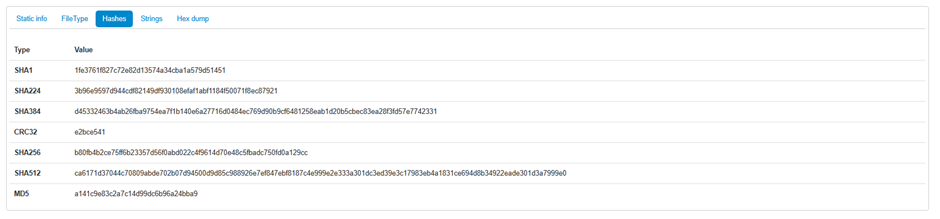 Static info FileType Hashes Strings Hex dump
Type Value
SHA1 1fe3761f827c72e82d13574a34cba1a579d51451
SHA224 3b96e9597d944cdf82149df930108efaf1abf1184f50071f8ec87921
SHA384 d45332463b4ab26fba9754ea7f1b140e6a27716d0484ec769d90b9cf6481258eab1d20b5cbec83ea28f3fd57e7742331
CRC32 e2bce541
SHA256 b80fb4b2ce75ff6b23357d56f0abd022c4f9614d70e48c5fbadc750fd0a129cc
SHA512 ca6171d37044c70809abde702b07d94500d9d85c988926e7ef847ebf8187c4e999e2e333a301dc3ed39e3c17983eb4a1831ce694d8b34922eade301d3a7999e0
MD5 a141c9e83c2a7c14d99dc6b96a24bba9